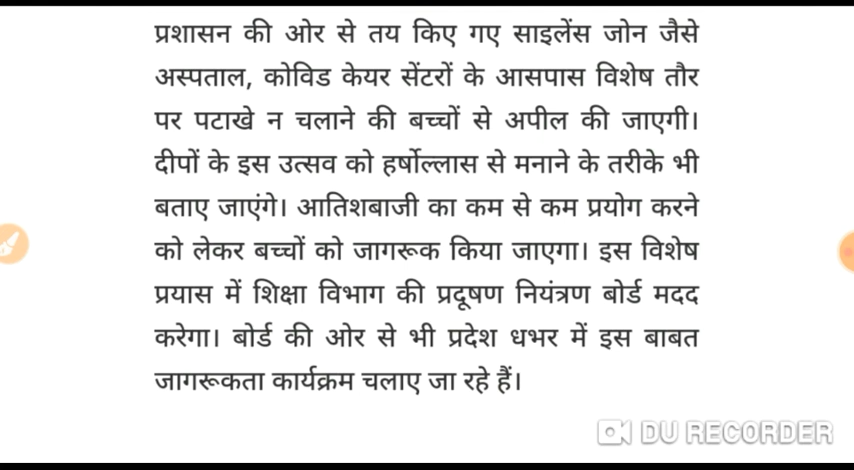 प्रशासन की ओर से तय किए गए साइलेंस जोन जैसे
अस्पताल, कोविड केयर सेंटरों के आसपास विशेष तौर
पर पटाखे न चलाने की बच्चों से अपील की जाएगी।
दीपों के इस उत्सव को हर्षोल्लास से मनाने के तरीके भी
बताए जाएंगे। आतिशबाजी का कम से कम प्रयोग करने
को लेकर बच्चों को जागरूक किया जाएगा। इस विशेष
प्रयास में शिक्षा विभाग की प्रदूषण नियंत्रण बोर्ड मदद
करेगा। बोर्ड की ओर से भी प्रदेश धभर में इस बाबत
जागरूकता कार्यक्रम चलाए जा रहे हैं।
DU RECORDER